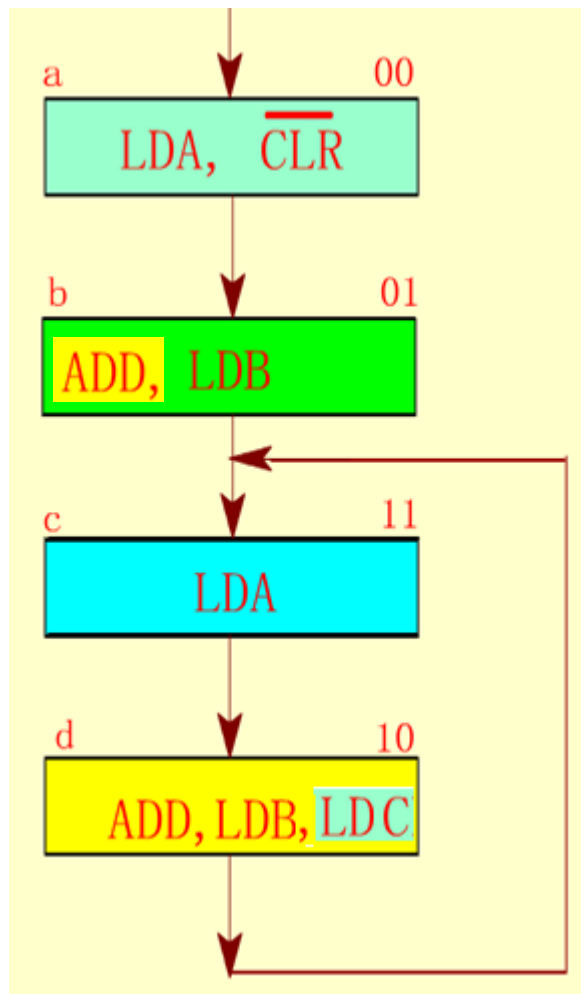 a 00
LDA, CLR
b 01
ADD, LDB
c 11
LDA
d 10
ADD, LDB, LDC